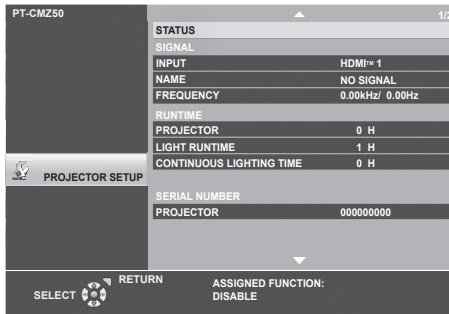 PT-CMZ50
1/2
STATUS
SIGNAL
INPUT HDMI™ 1
NAME NO SIGNAL
FREQUENCY 0.00kHz/ 0.00Hz
RUNTIME
PROJECTOR 0 H
LIGHT RUNTIME 1 H
CONTINUOUS LIGHTING TIME 0 H
PROJECTOR SETUP
SERIAL NUMBER
PROJECTOR 000000000
RETURN
SELECT
ASSIGNED FUNCTION:
DISABLE